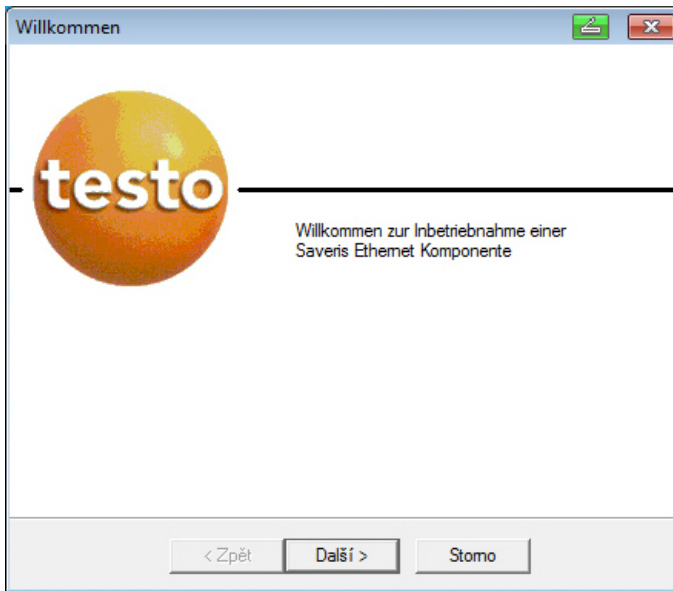 Willkommen
testo
Willkommen zur Inbetriebnahme einer
Saveris Ethernet Komponente
< Zpět
Další >
Storno